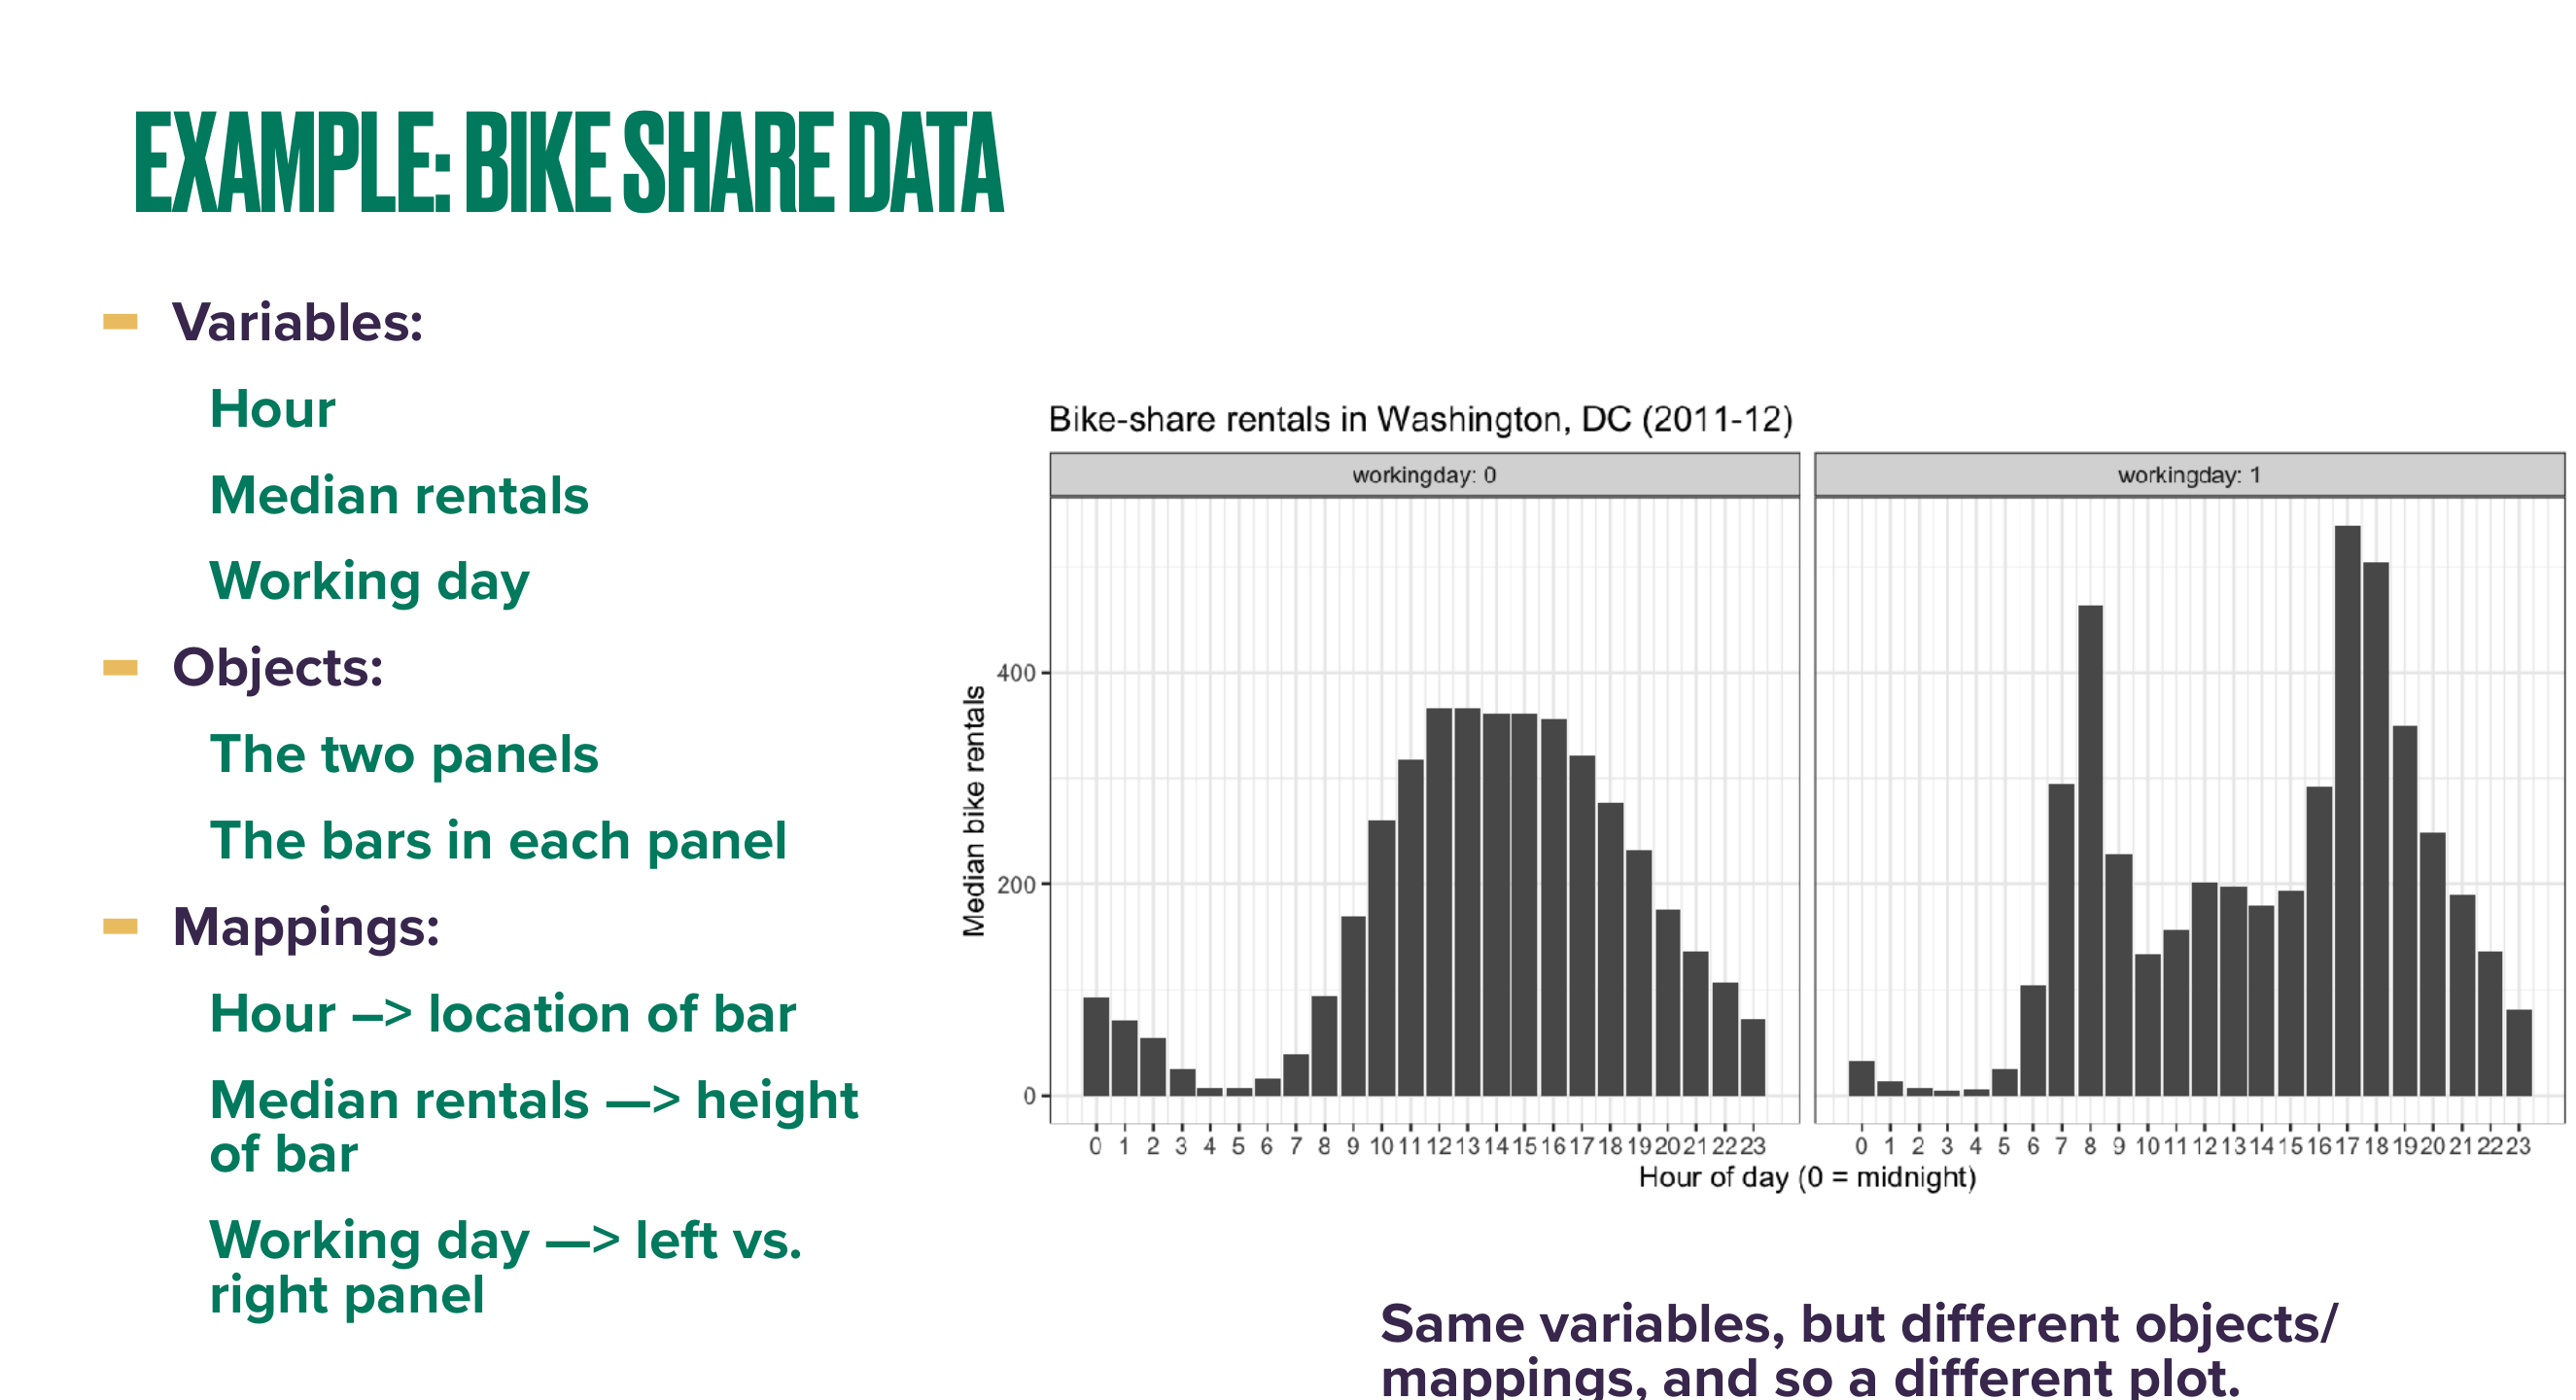 EXAMPLE: BIKE SHARE DATA
Variables:
Hour
Median rentals
Working day
Objects:
The two panels
The bars in each panel
Mappings:
Hour –> location of bar
Median rentals —> height
of bar
Working day —> left vs.
right panel
Bike-share rentals in Washington, DC (2011-12)
workingday: 0
workingday: 1
Median bike rentals
400
200
0
0 1 2 3 4 5 6 7 8 9 10 11 12 13 14 15 16 17 18 19 20 21 22 23
0 1 2 3 4 5 6 7 8 9 10 11 12 13 14 15 16 17 18 19 20 21 22 23
Hour of day (0 = midnight)
Same variables, but different objects/
mappings, and so a different plot.